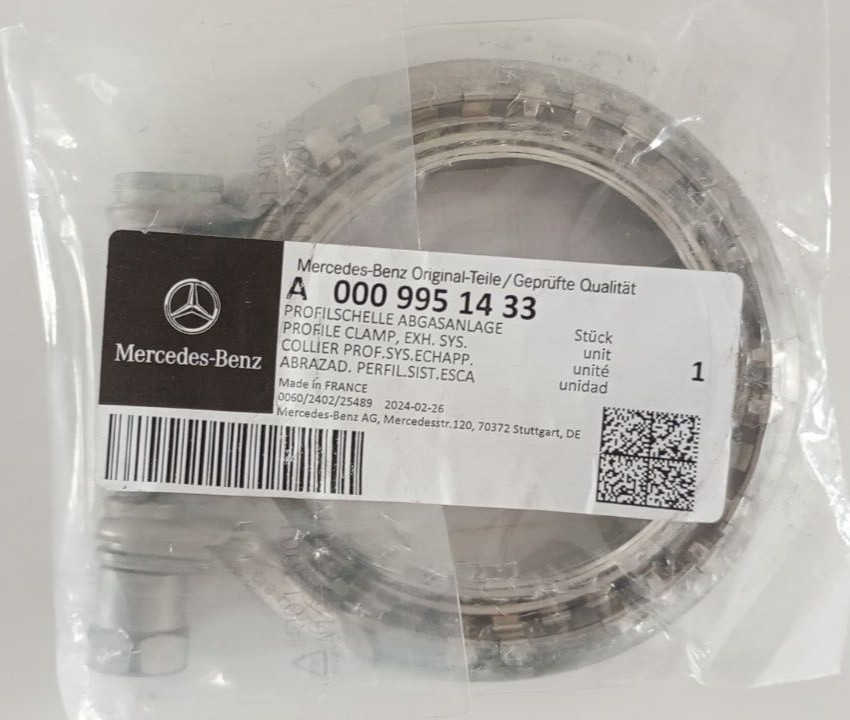 Mercedes-Benz Original-Teile/Geprüfte Qualität
A 000 995 14 33
PROFILSCHELLE ABGASANLAGE
PROFILE CLAMP, EXH. SYS.
COLLIER PROF.SYS.ECHAPP.
ABRAZAD. PERFIL.SIST.ESCA
Stück
unit
unité
unidad
1
Mercedes-Benz
Made in FRANCE
0060/2402/25489 2024-02-26
Mercedes-Benz AG, Mercedesstr.120, 70372 Stuttgart, DE